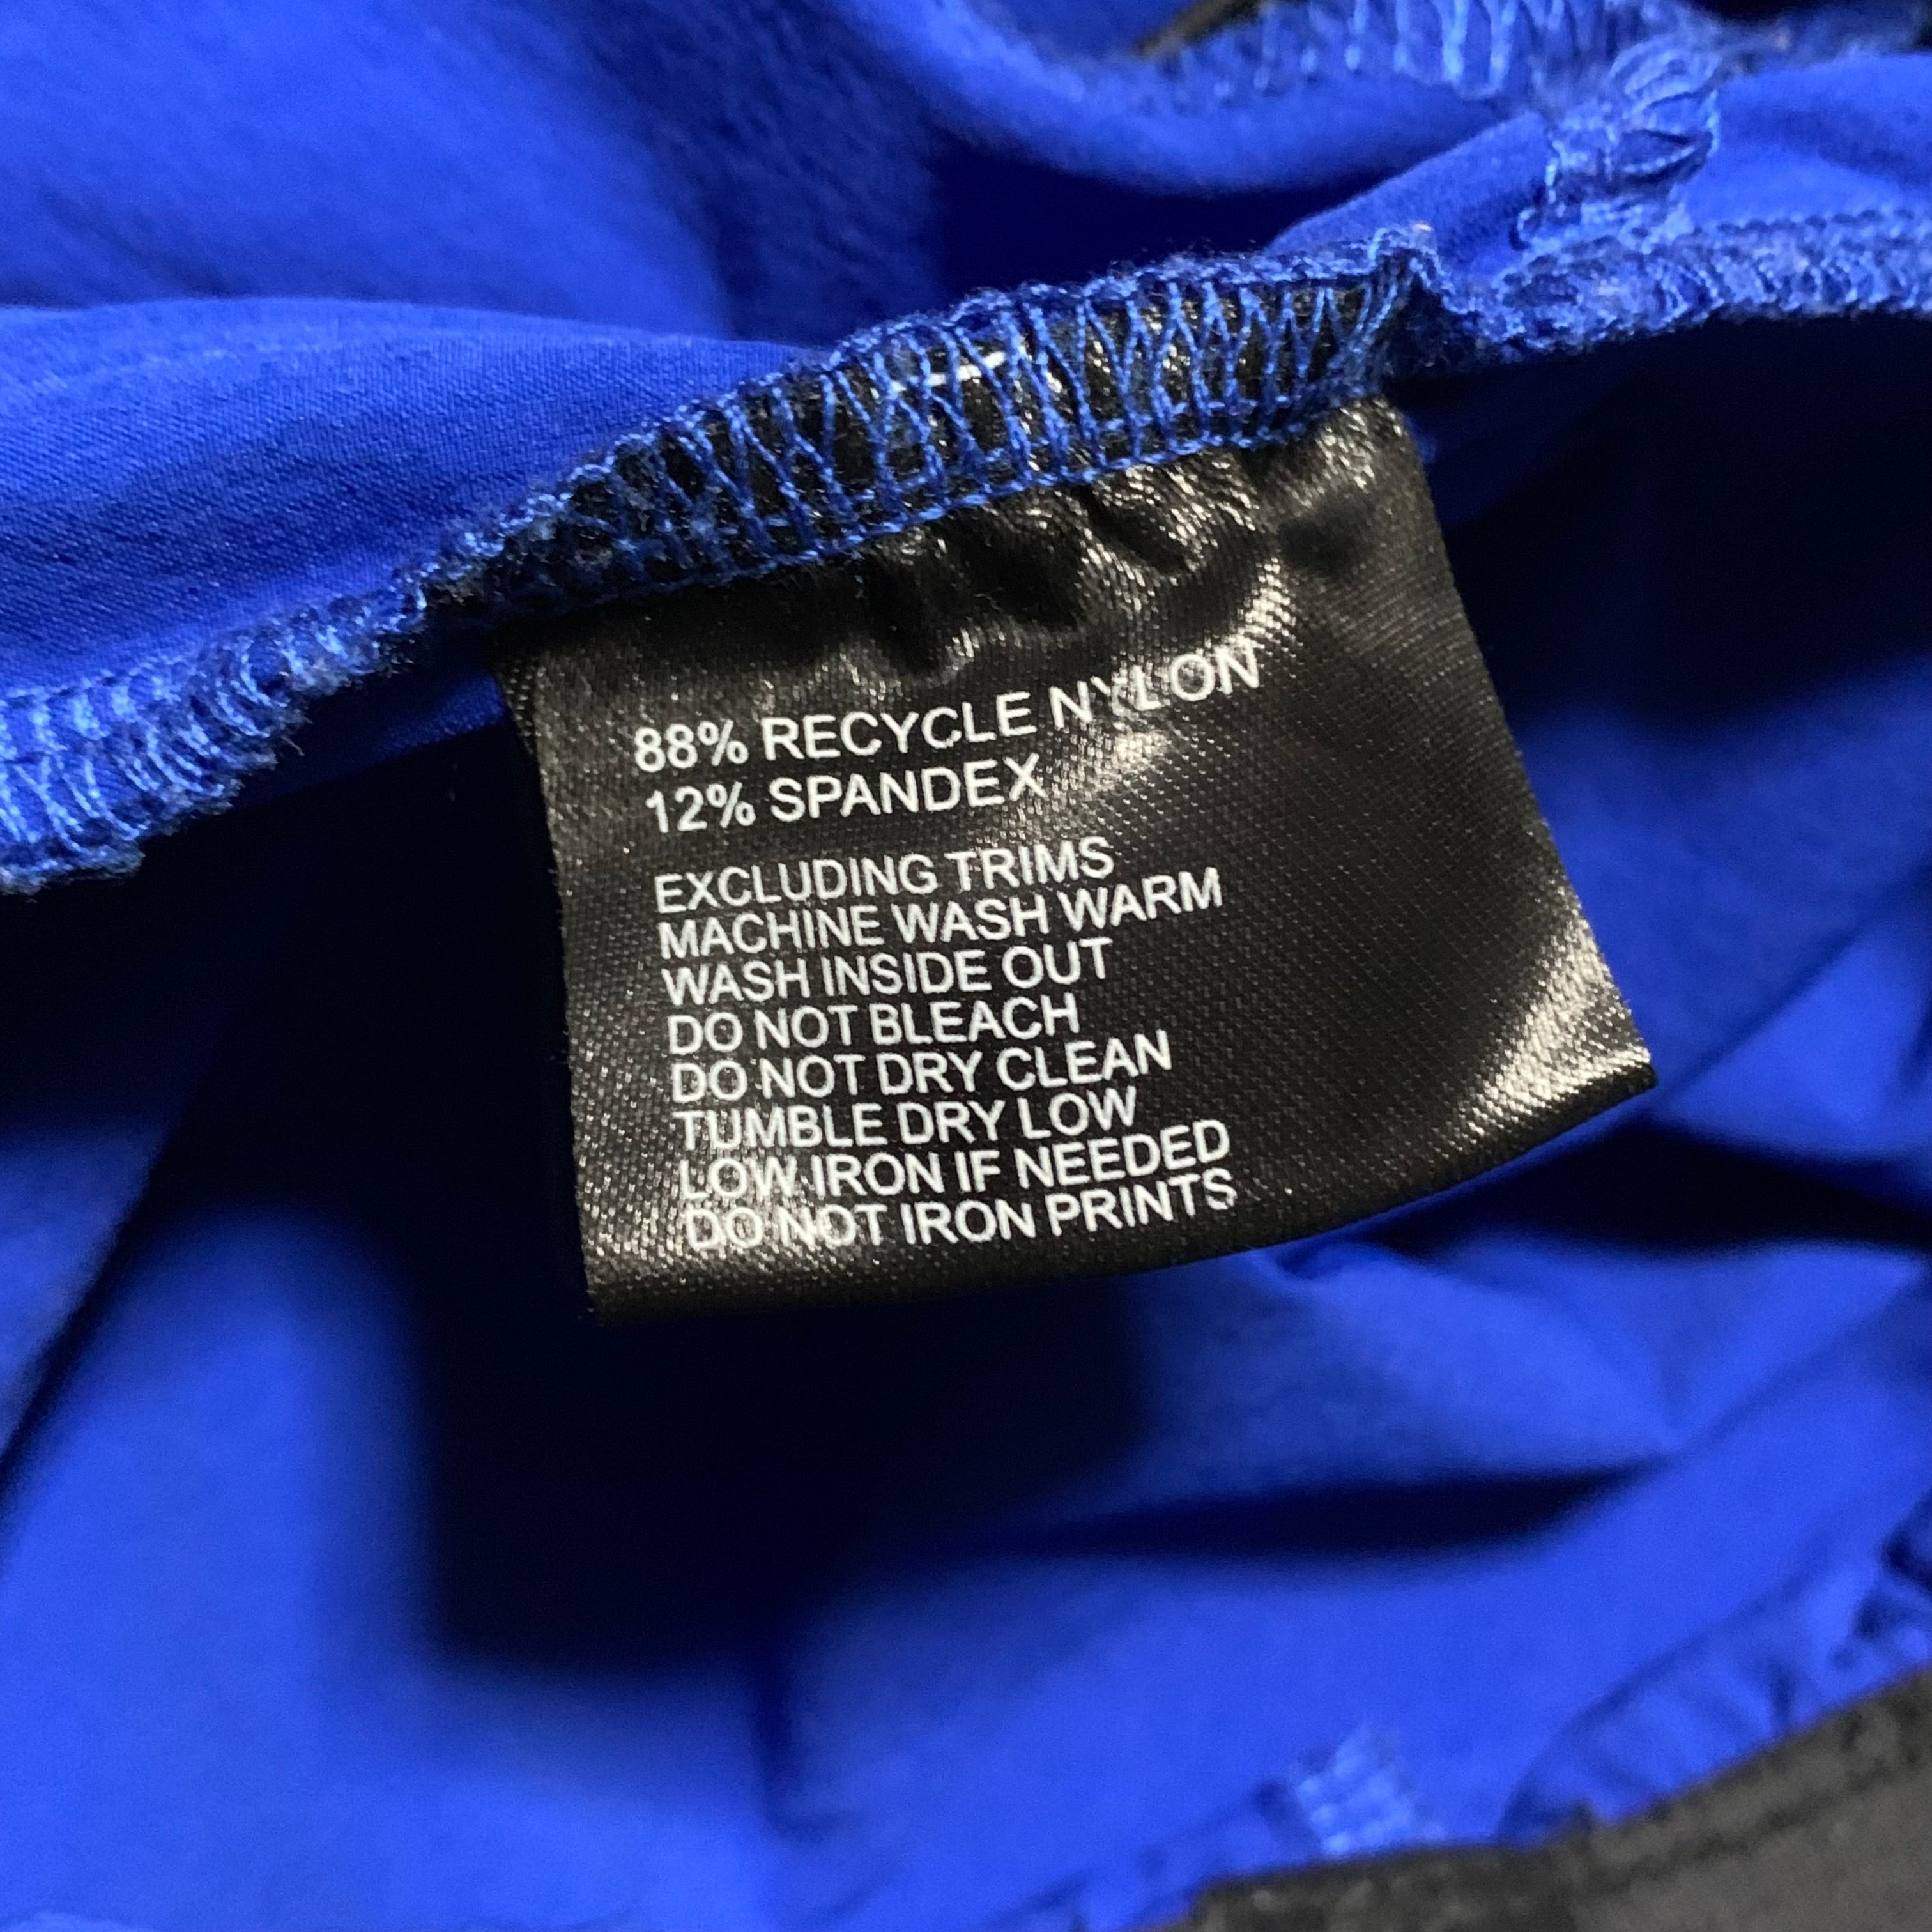 88% RECYCLE NYLON
12% SPANDEX
EXCLUDING TRIMS
MACHINE WASH WARM
WASH INSIDE OUT
DO NOT BLEACH
DO NOT DRY CLEAN
TUMBLE DRY LOW
LOW IRON IF NEEDED
DO NOT IRON PRINTS